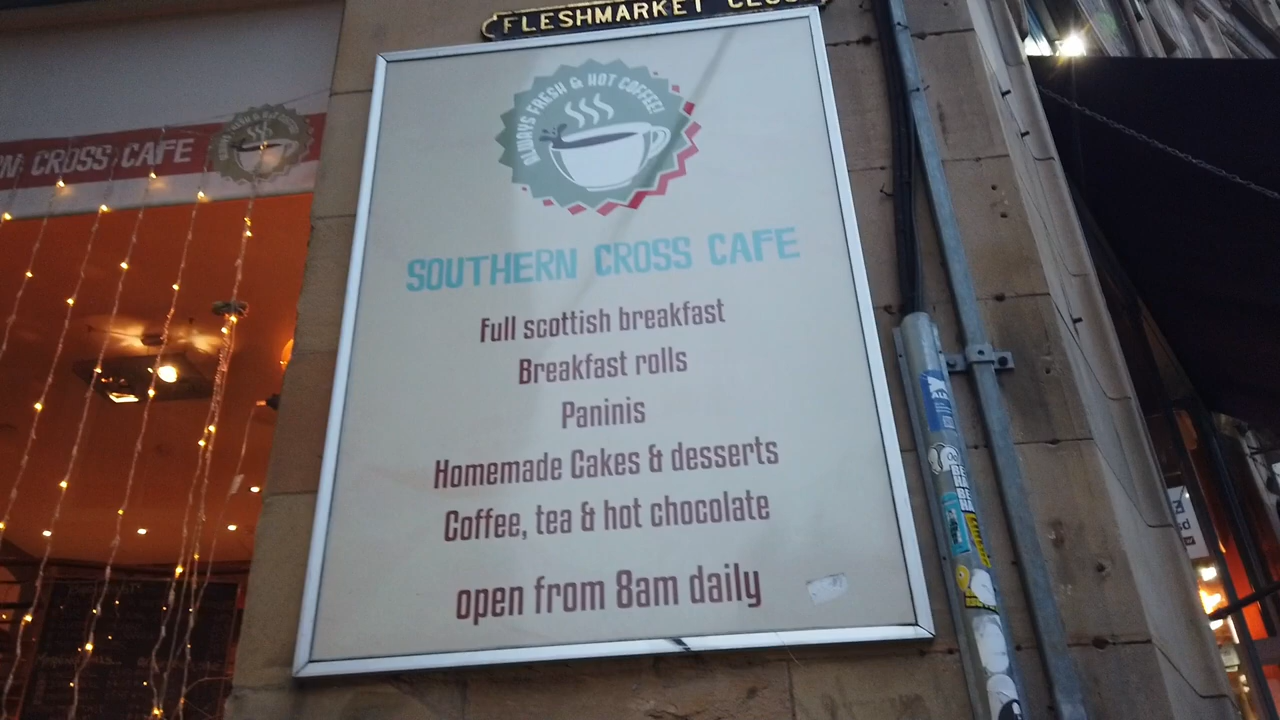 FLESHMARKET CLOSE
ALWAYS FRESH & HOT COFFEE!
SOUTHERN CROSS CAFE
Full scottish breakfast
Breakfast rolls
Paninis
Homemade Cakes & desserts
Coffee, tea & hot chocolate
open from 8am daily
N CROSS CAFE